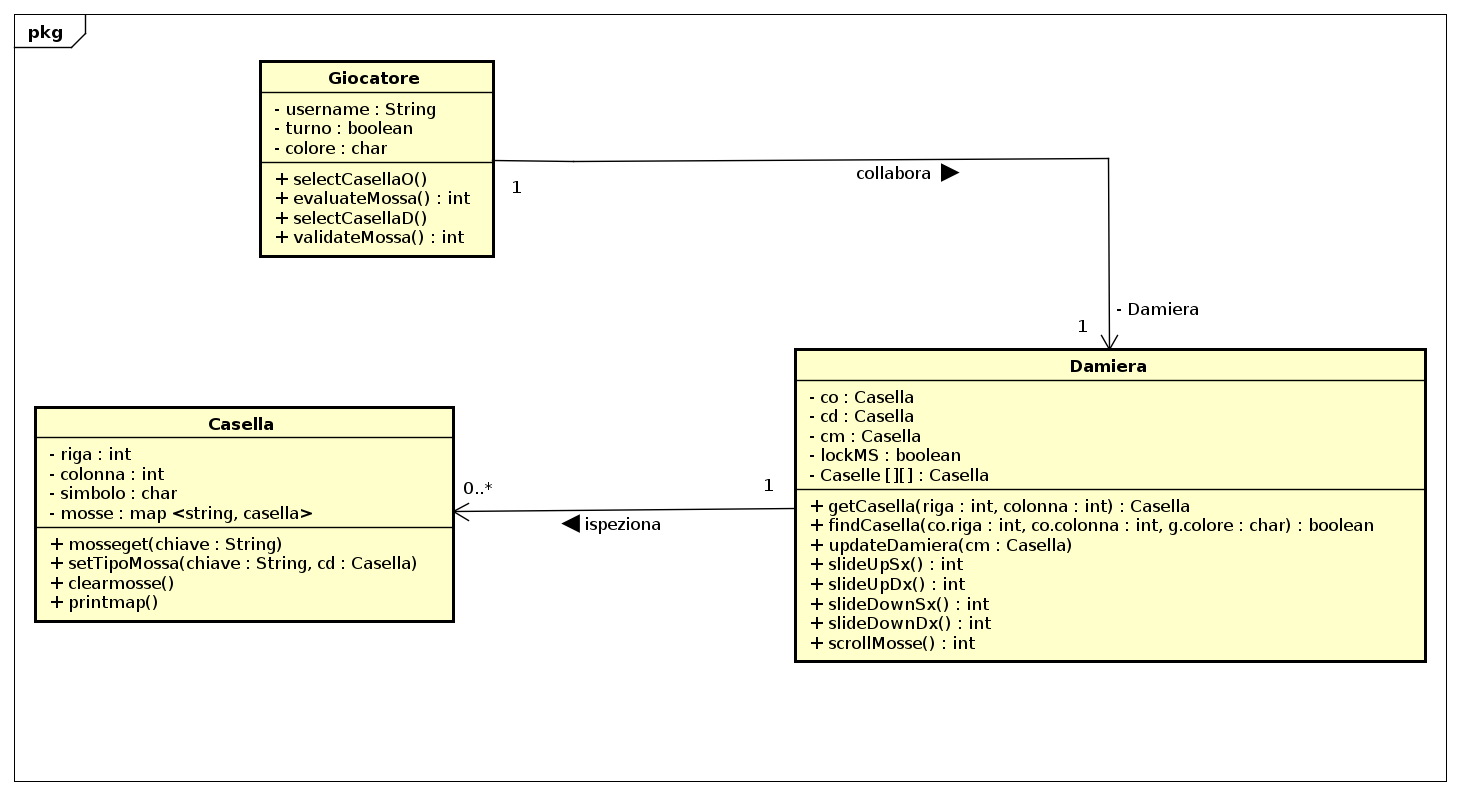 pkg
Giocatore
- username : String
- turno : boolean
- colore : char
+ selectCasellaO()
+ evaluateMossa() : int
+ selectCasellaD()
+ validateMossa() : int
1
collabora
- Damiera
1
Damiera
- co : Casella
- cd : Casella
- cm : Casella
- lockMS : boolean
- Caselle [][] : Casella
+ getCasella(riga : int, colonna : int) : Casella
+ findCasella(co.riga : int, co.colonna : int, g.colore : char) : boolean
+ updateDamiera(cm : Casella)
+ slideUpSx() : int
+ slideUpDx() : int
+ slideDownSx() : int
+ slideDownDx() : int
+ scrollMosse() : int
1
ispeziona
0..*
Casella
- riga : int
- colonna : int
- simbolo : char
- mosse : map <string, casella>
+ mosseget(chiave : String)
+ setTipoMossa(chiave : String, cd : Casella)
+ clearmosse()
+ printmap()